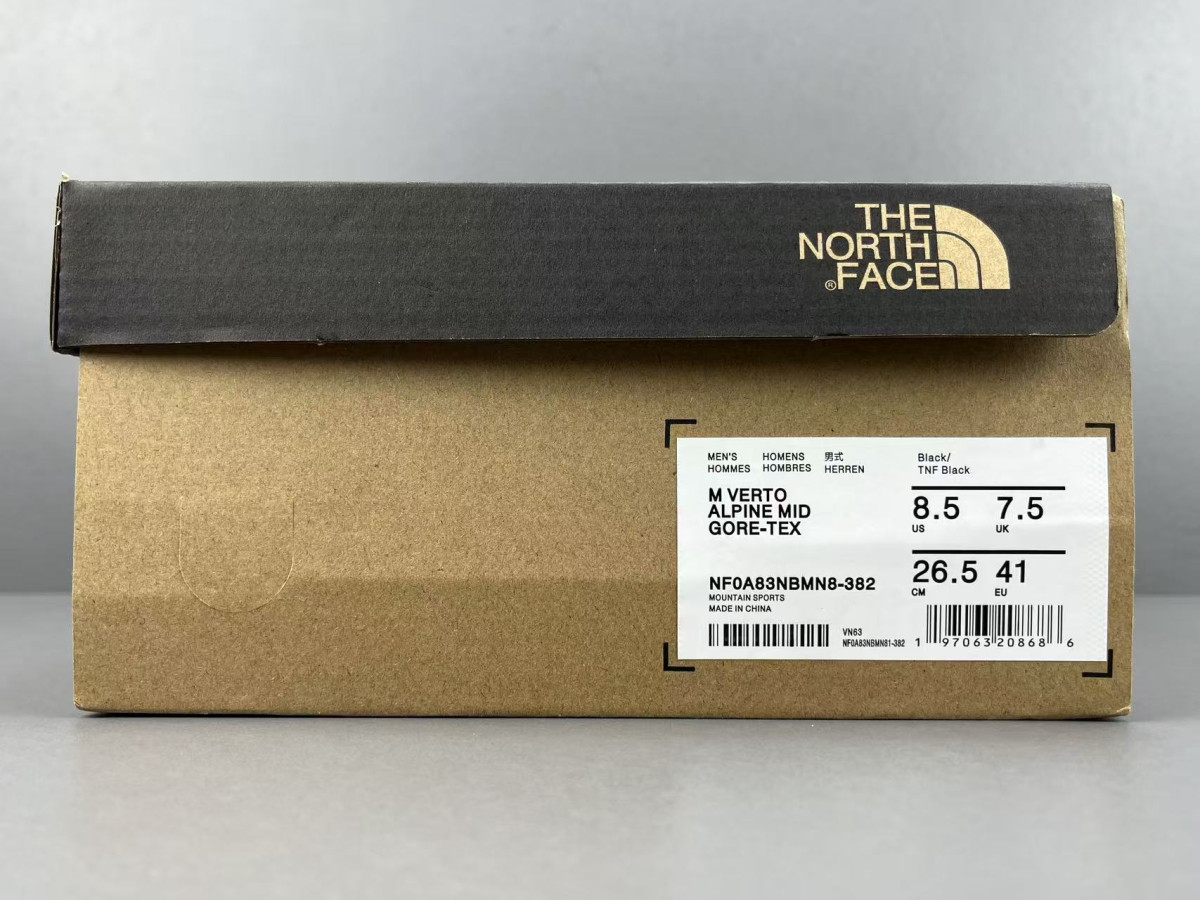 THE
NORTH
FACE
®
MEN'S HOMENS 男式
HOMMES HOMBRES HERREN
Black/
TNF Black
M VERTO
ALPINE MID
GORE-TEX
8.5 7.5
US UK
26.5 41
CM EU
NF0A83NBMN8-382
MOUNTAIN SPORTS
MADE IN CHINA
VN63
NF0A83NBMN81-382
1 97063 20868 6